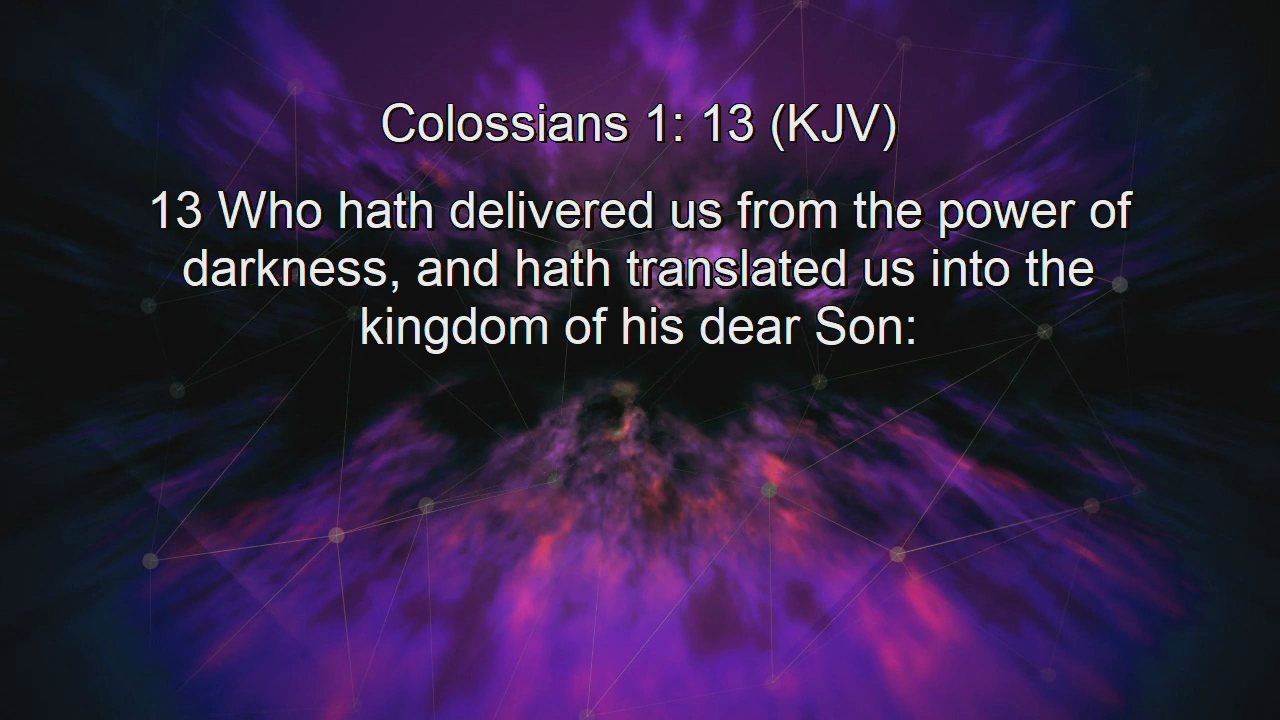 Colossians 1: 13 (KJV)
13 Who hath delivered us from the power of
darkness, and hath translated us into the
kingdom of his dear Son: